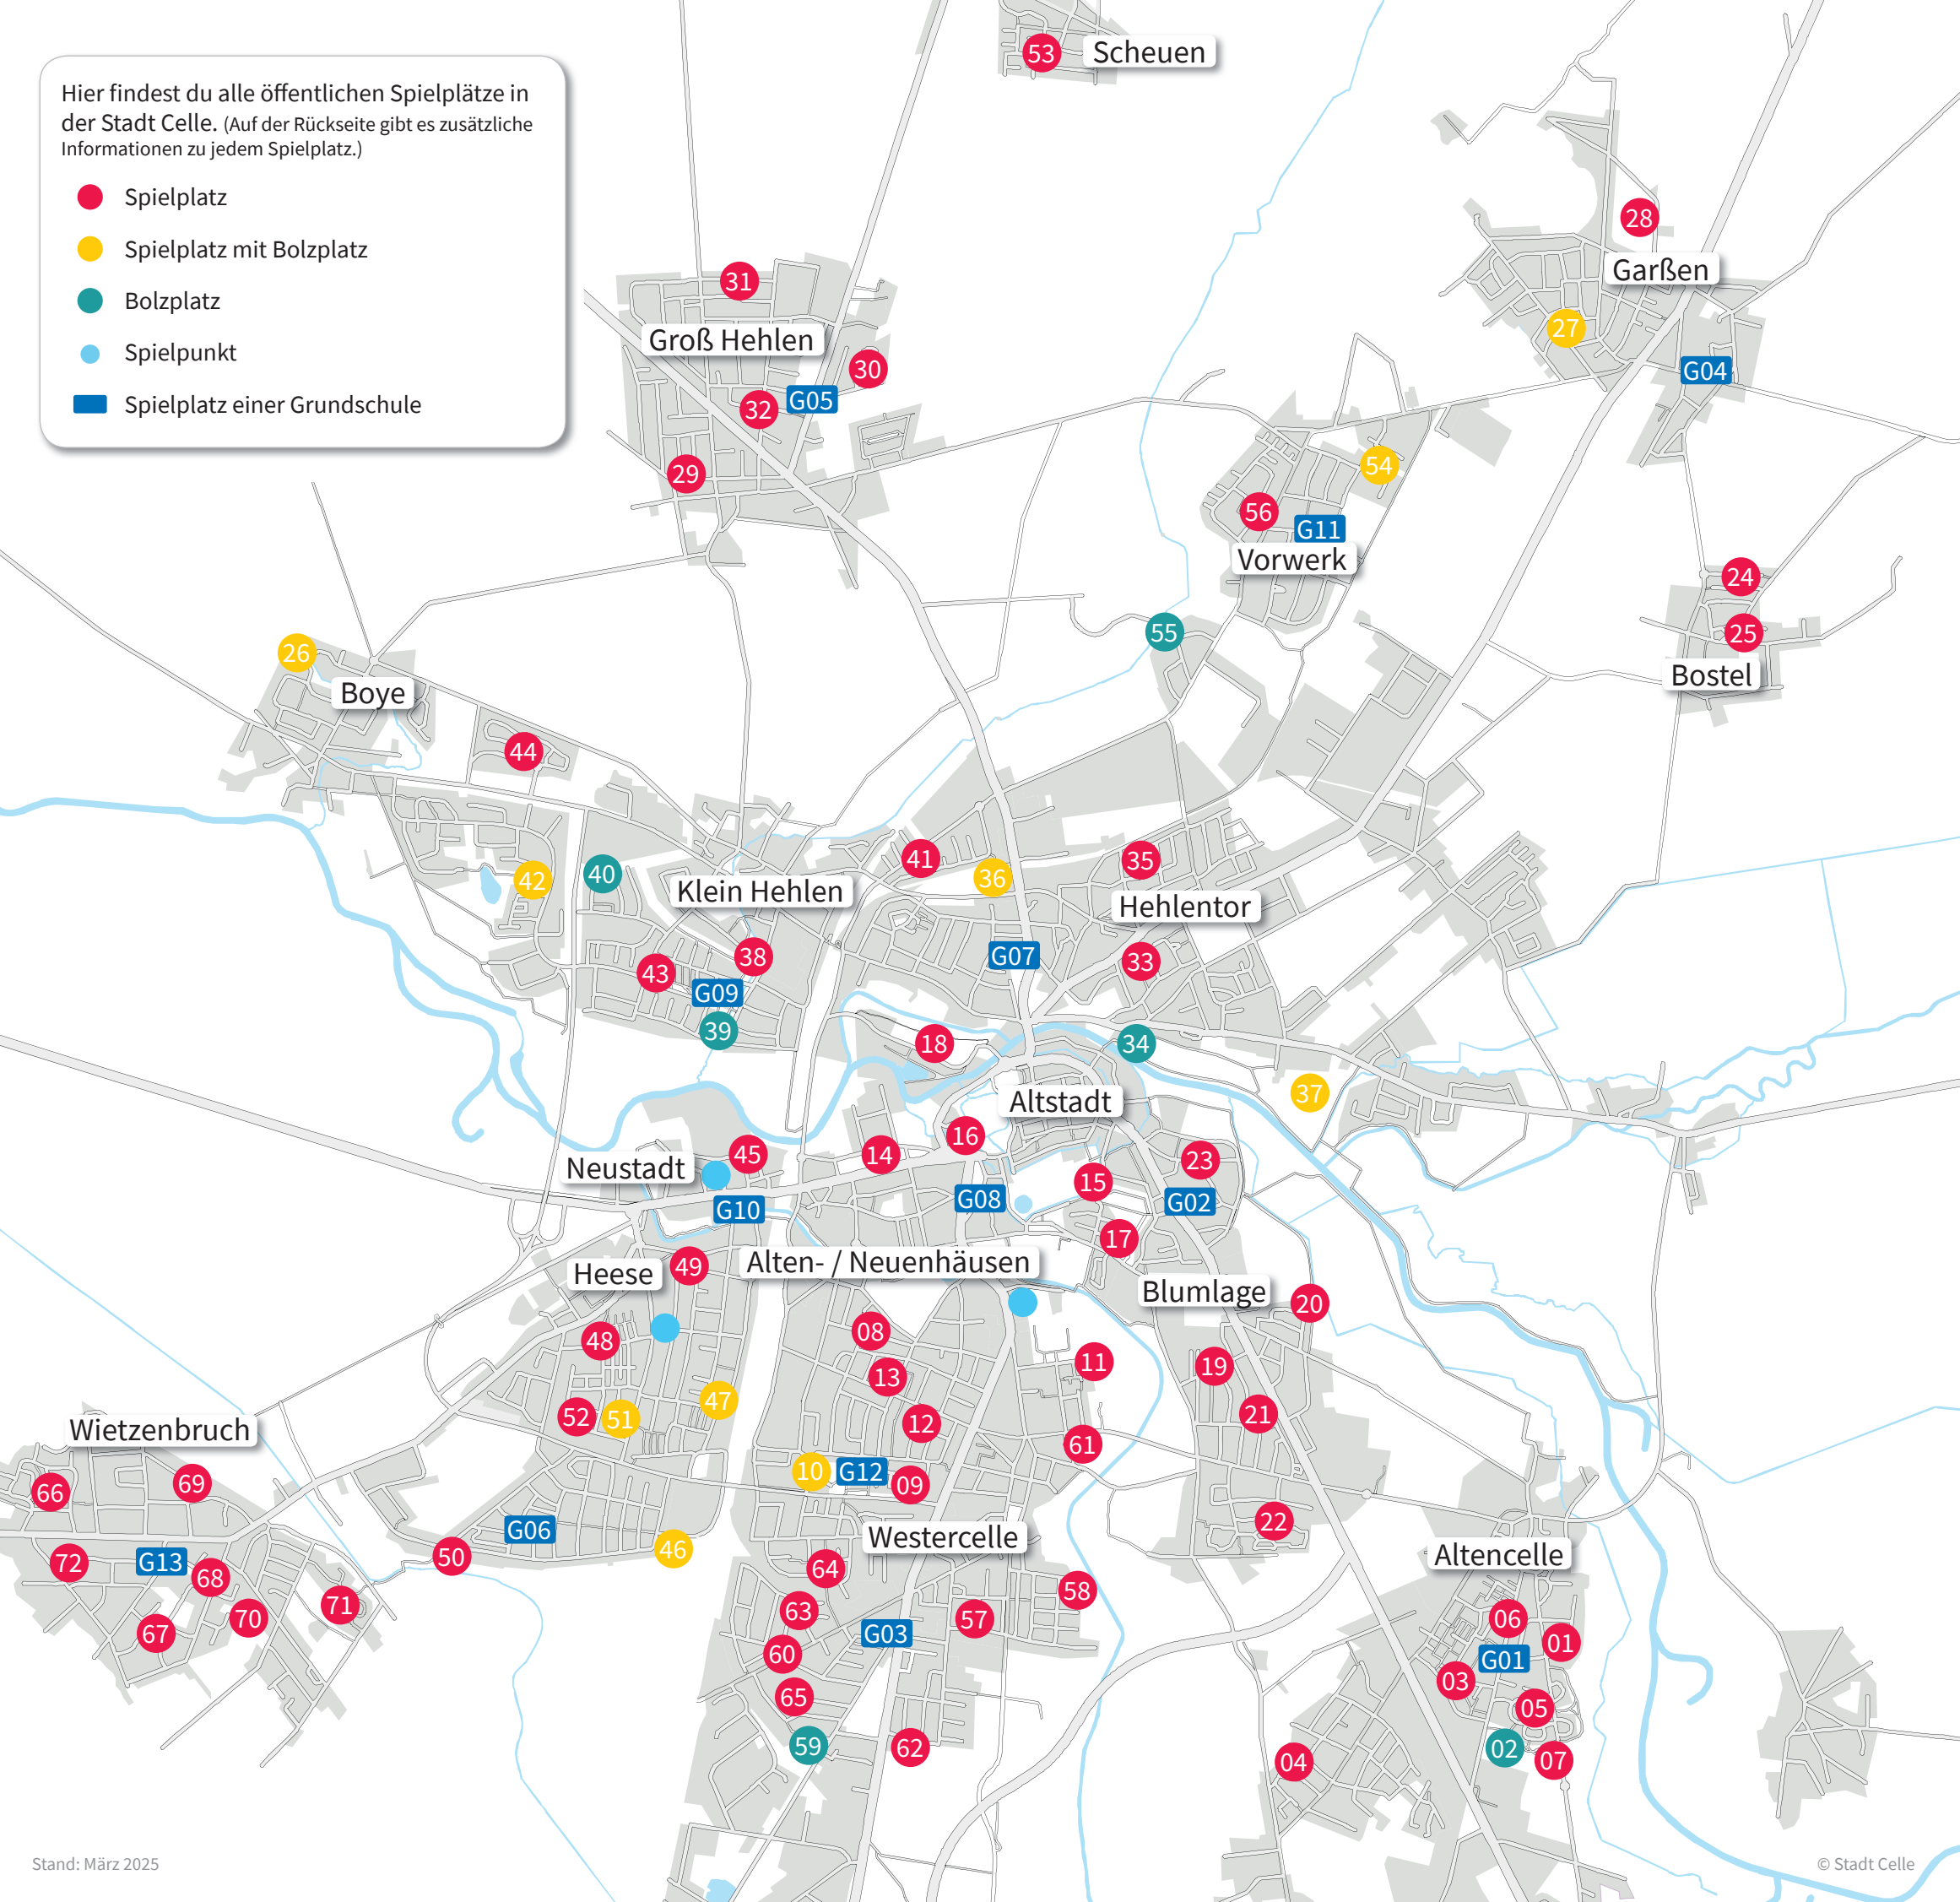 Hier findest du alle öffentlichen Spielplätze in
der Stadt Celle. (Auf der Rückseite gibt es zusätzliche
Informationen zu jedem Spielplatz.)
Spielplatz
Spielplatz mit Bolzplatz
Bolzplatz
Spielpunkt
Spielplatz einer Grundschule
53
Scheuen
28
Garßen
27
G04
31
Groß Hehlen
30
32
G05
29
54
56
G11
Vorwerk
55
24
25
Bostel
26
Boye
44
42
40
Klein Hehlen
41
36
35
Hehlentor
G07
33
38
43
G09
39
18
34
37
Altstadt
16
14
45
Neustadt
G10
G08
15
23
G02
17
Alten- / Neuenhäusen
49
Heese
Blumlage
20
48
08
13
11
19
12
21
47
52
51
61
10
G12
09
Wietzenbruch
69
66
G06
46
50
72
G13
68
71
70
67
22
Westercelle
64
58
63
57
G03
60
65
59
62
Altencelle
06
01
G01
03
05
02
07
04
Stand: März 2025
© Stadt Celle